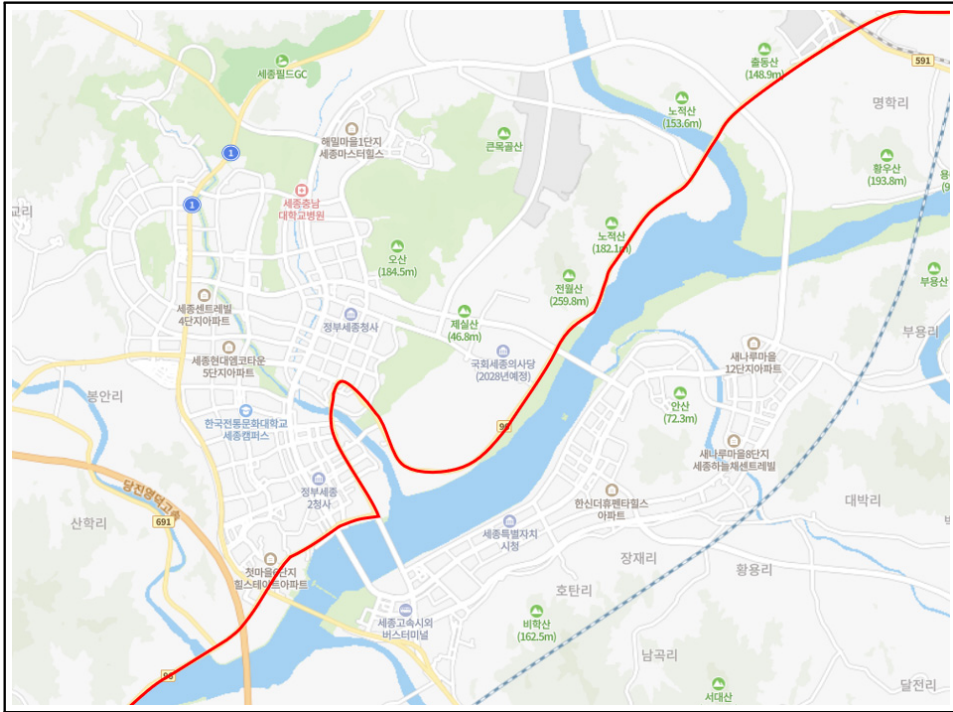 세종필드GC
출동산
(148.9m)
591
명학리
노적산
(153.6m)
해밀마을1단지
세종마스터힐스
큰목골산
1
황우산
(193.8m)
세종충남
대학교병원
1
교리
노적산
(182.1m)
오산
(184.5m)
전월산
(259.8m)
부용산
세종센트레빌
4단지아파트
정부세종청사
제실산
(46.8m)
부용리
세종현대엠코타운
5단지아파트
국회세종의사당
(2028년예정)
새나루마을
12단지아파트
봉안리
안산
(72.3m)
한국전통문화대학교
세종캠퍼스
96
새나루마을8단지
세종하늘채센트레빌
당진영덕고속
정부세종
2청사
한신더휴펜타힐스
아파트
대박리
산학리
691
세종특별자치
시청
장재리
황용리
첫마을6단지
힐스테이트아파트
호탄리
세종고속시외
버스터미널
비학산
(162.5m)
남곡리
96
서대산
달전리